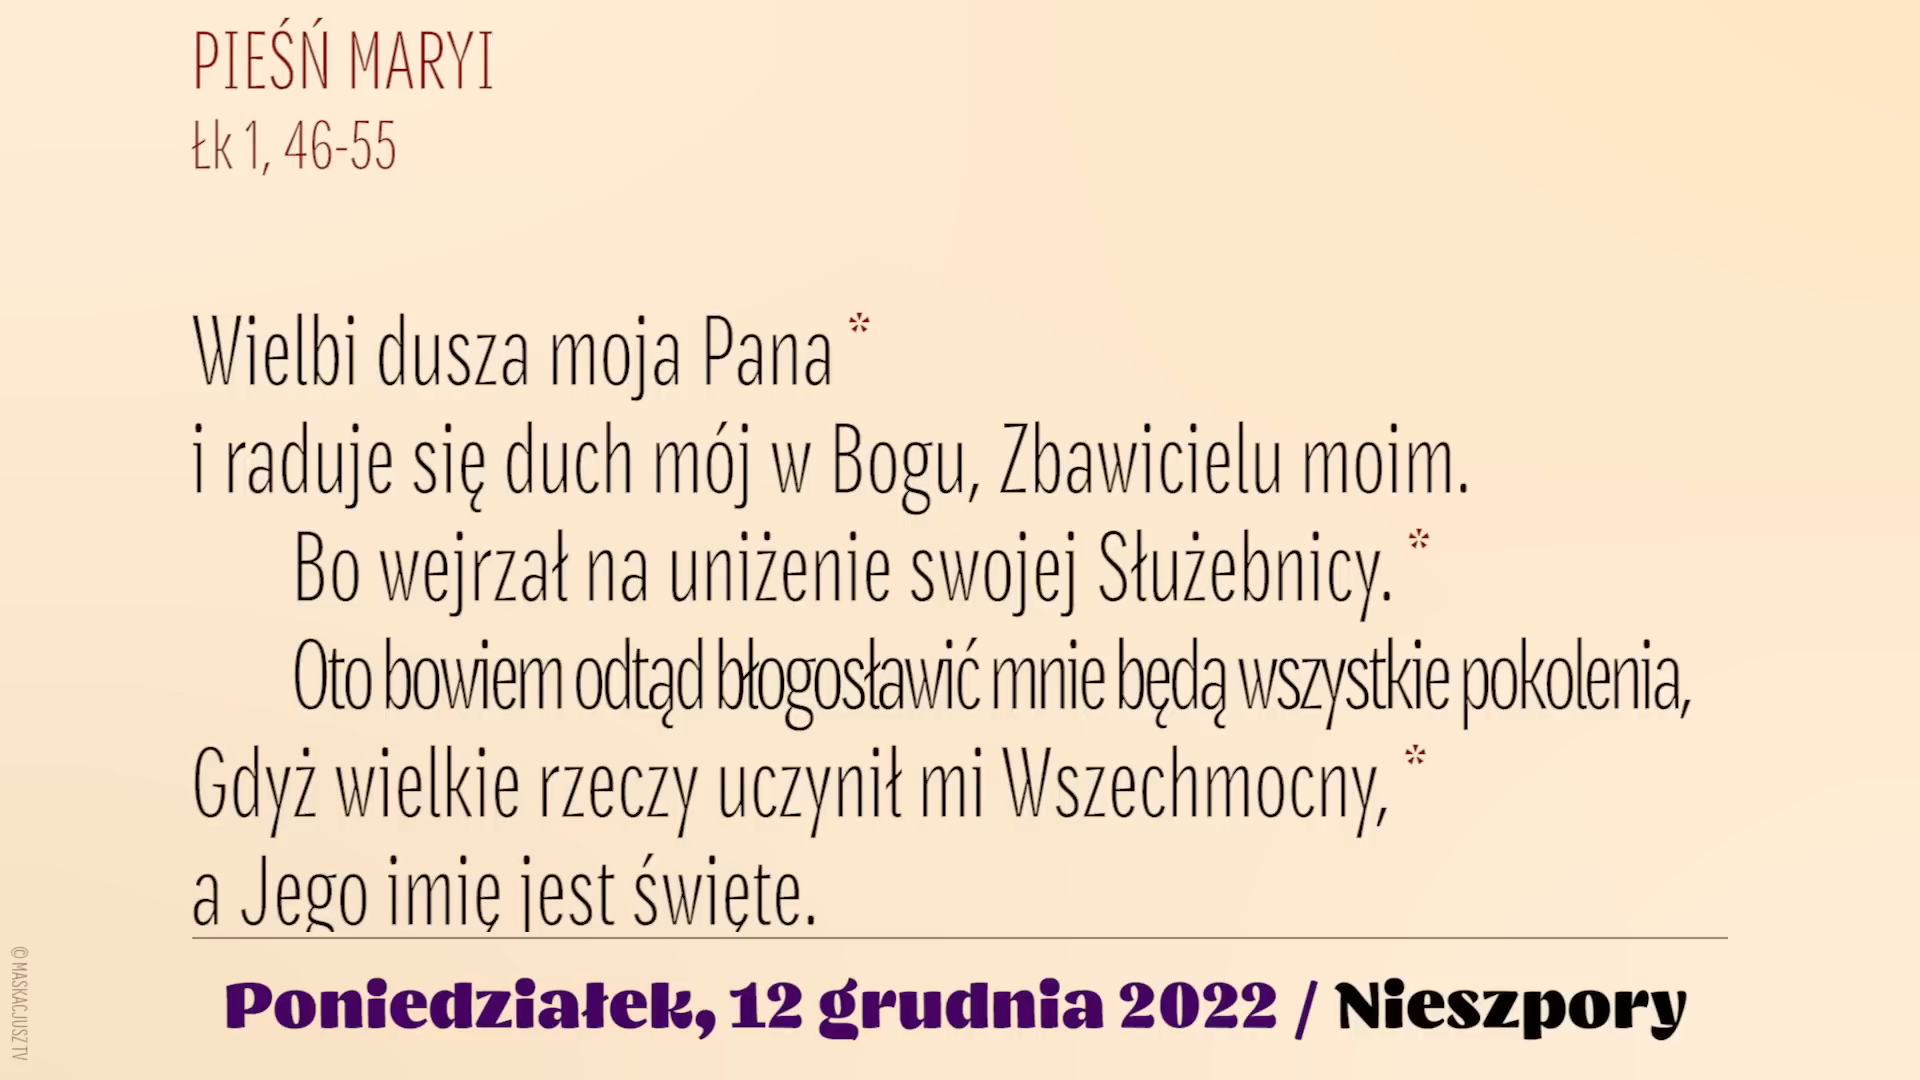 PIEŚŃ MARYI
Łk 1, 46-55
Wielbi dusza moja Pana *
i raduje się duch mój w Bogu, Zbawicielu moim.
Bo wejrzał na uniżenie swojej Służebnicy. *
Oto bowiem odtąd błogosławić mnie będą wszystkie pokolenia,
Gdyż wielkie rzeczy uczynił mi Wszechmocny, *
a Jego imię jest święte.
Poniedziałek, 12 grudnia 2022 / Nieszpory
© MASKACJUSZ TV